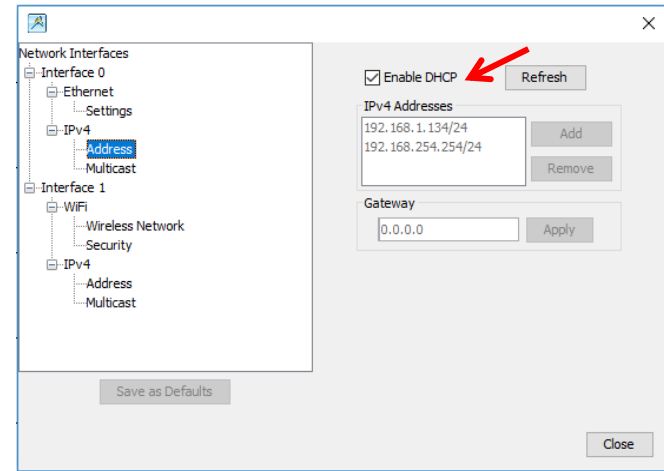 Network Interfaces
Interface 0
Ethernet
Settings
IPv4
Address
Multicast
Interface 1
WiFi
Wireless Network
Security
IPv4
Address
Multicast
Save as Defaults
Enable DHCP
Refresh
IPv4 Addresses
192.168.1.134/24
192.168.254.254/24
Add
Remove
Gateway
0.0.0.0
Apply
Close